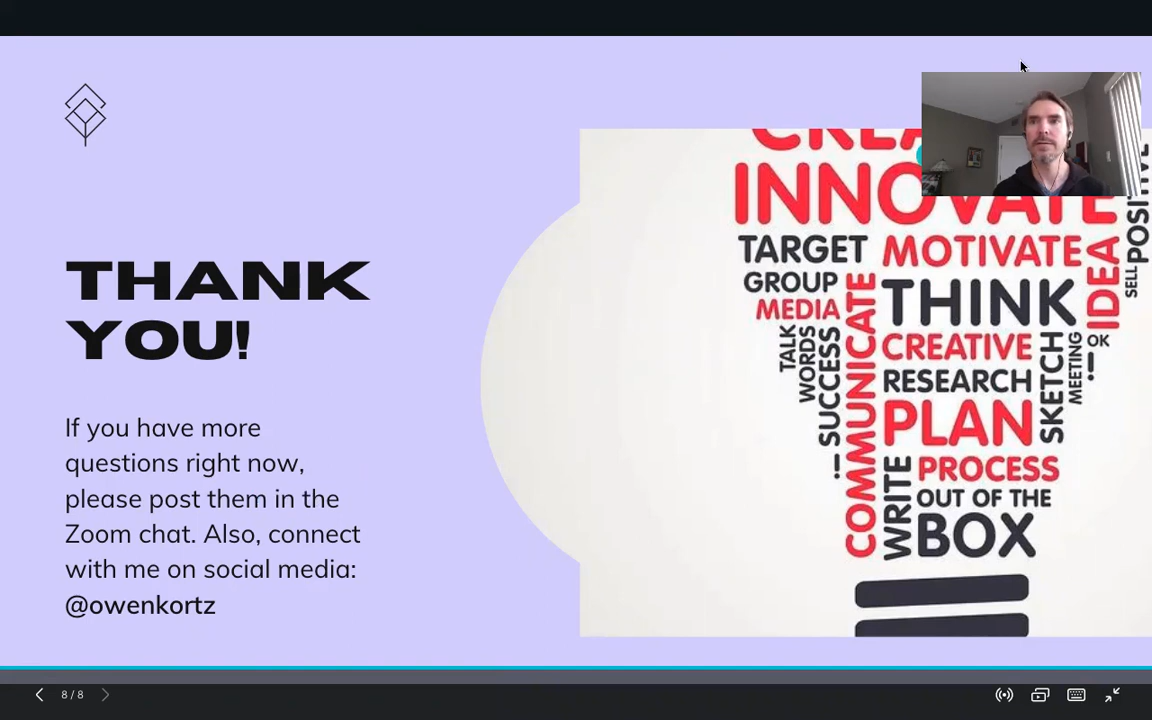 THANK
YOU!
If you have more
questions right now,
please post them in the
Zoom chat. Also, connect
with me on social media:
@owenkortz
INNOVATE
TARGET
MOTIVATE
GROUP
MEDIA
THINK
IDEA
SELL
TALK
WORDS
SUCCESS
!
COMMUNICATE
CREATIVE
RESEARCH
SKETCH
MEETING
OK
!
PLAN
WRITE
PROCESS
OUT OF THE
BOX
8 / 8